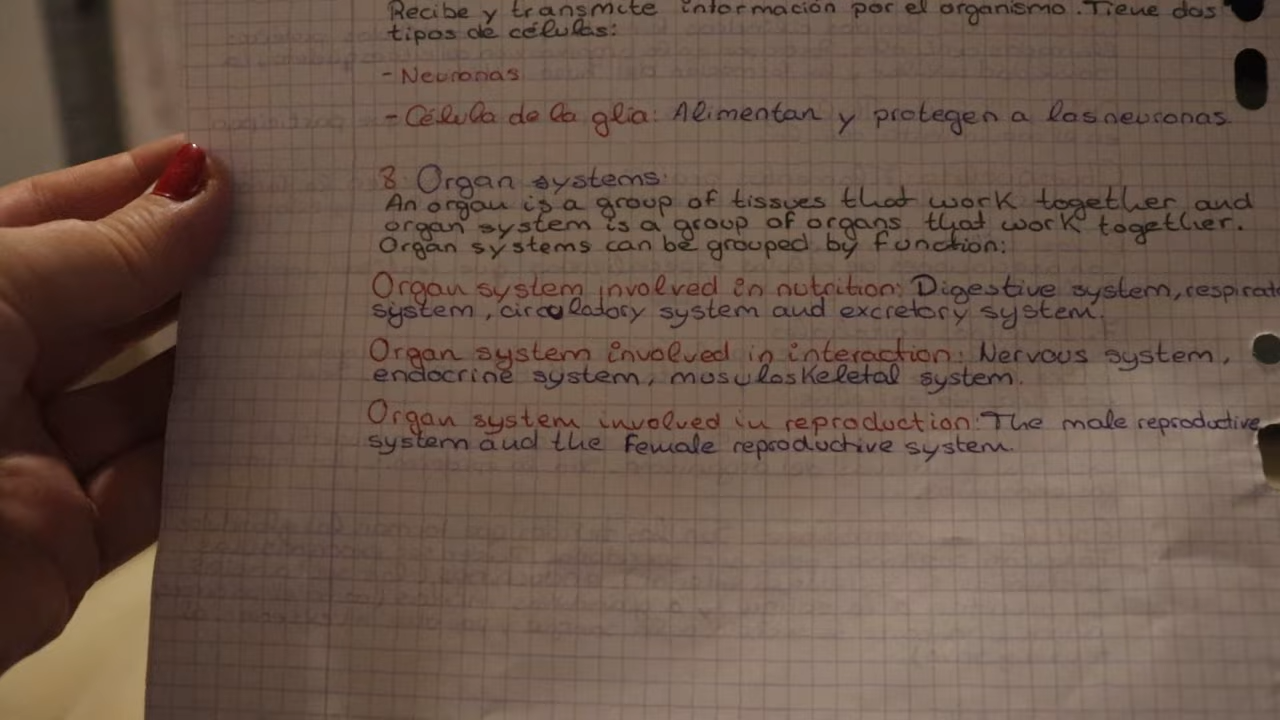 Recibe y transmite información por el organismo. Tiene dos
tipos de células:
- Neuronas
- Célula de la glia: Alimentan y protegen a las neuronas.
8 Organ systems:
An organ is a group of tissues that work together and
organ system is a group of organs that work together.
Organ systems can be grouped by function:
Organ system involved in nutrition: Digestive system, respirato
system, circulatory system and excretory system.
Organ system involved in interaction: Nervous system,
endocrine system, musculoskeletal system.
Organ system involved in reproduction: The male reproductive
system and the female reproductive system.